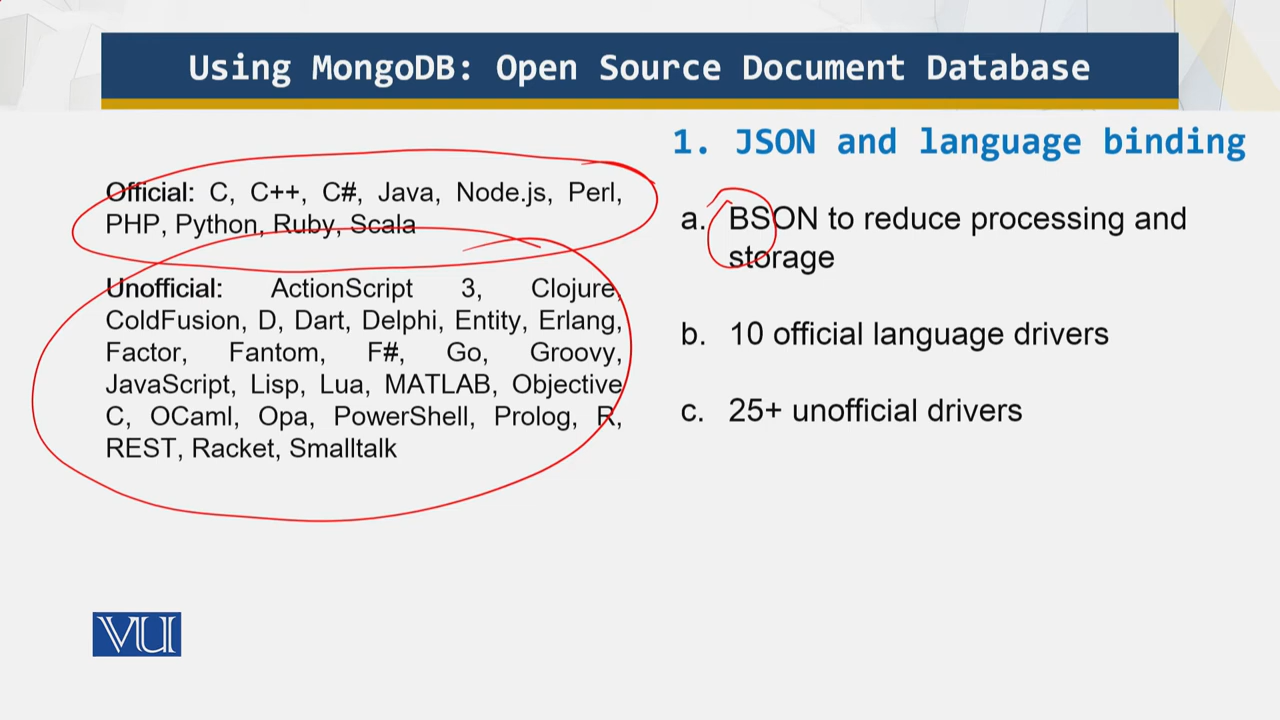 Using MongoDB: Open Source Document Database
Official: C, C++, C#, Java, Node.js, Perl,
PHP, Python, Ruby, Scala
Unofficial: ActionScript 3, Clojure,
ColdFusion, D, Dart, Delphi, Entity, Erlang,
Factor, Fantom, F#, Go, Groovy,
JavaScript, Lisp, Lua, MATLAB, Objective
C, OCaml, Opa, PowerShell, Prolog, R,
REST, Racket, Smalltalk
1. JSON and language binding
a. BSON to reduce processing and
storage
b. 10 official language drivers
c. 25+ unofficial drivers
VU